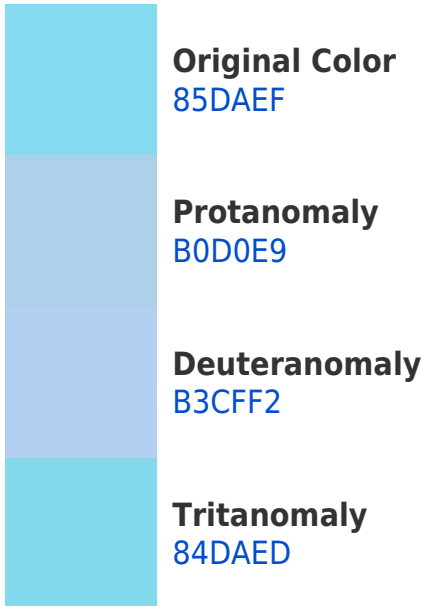 Original Color
85DAEF
Protanomaly
B0D0E9
Deuteranomaly
B3CFF2
Tritanomaly
84DAED